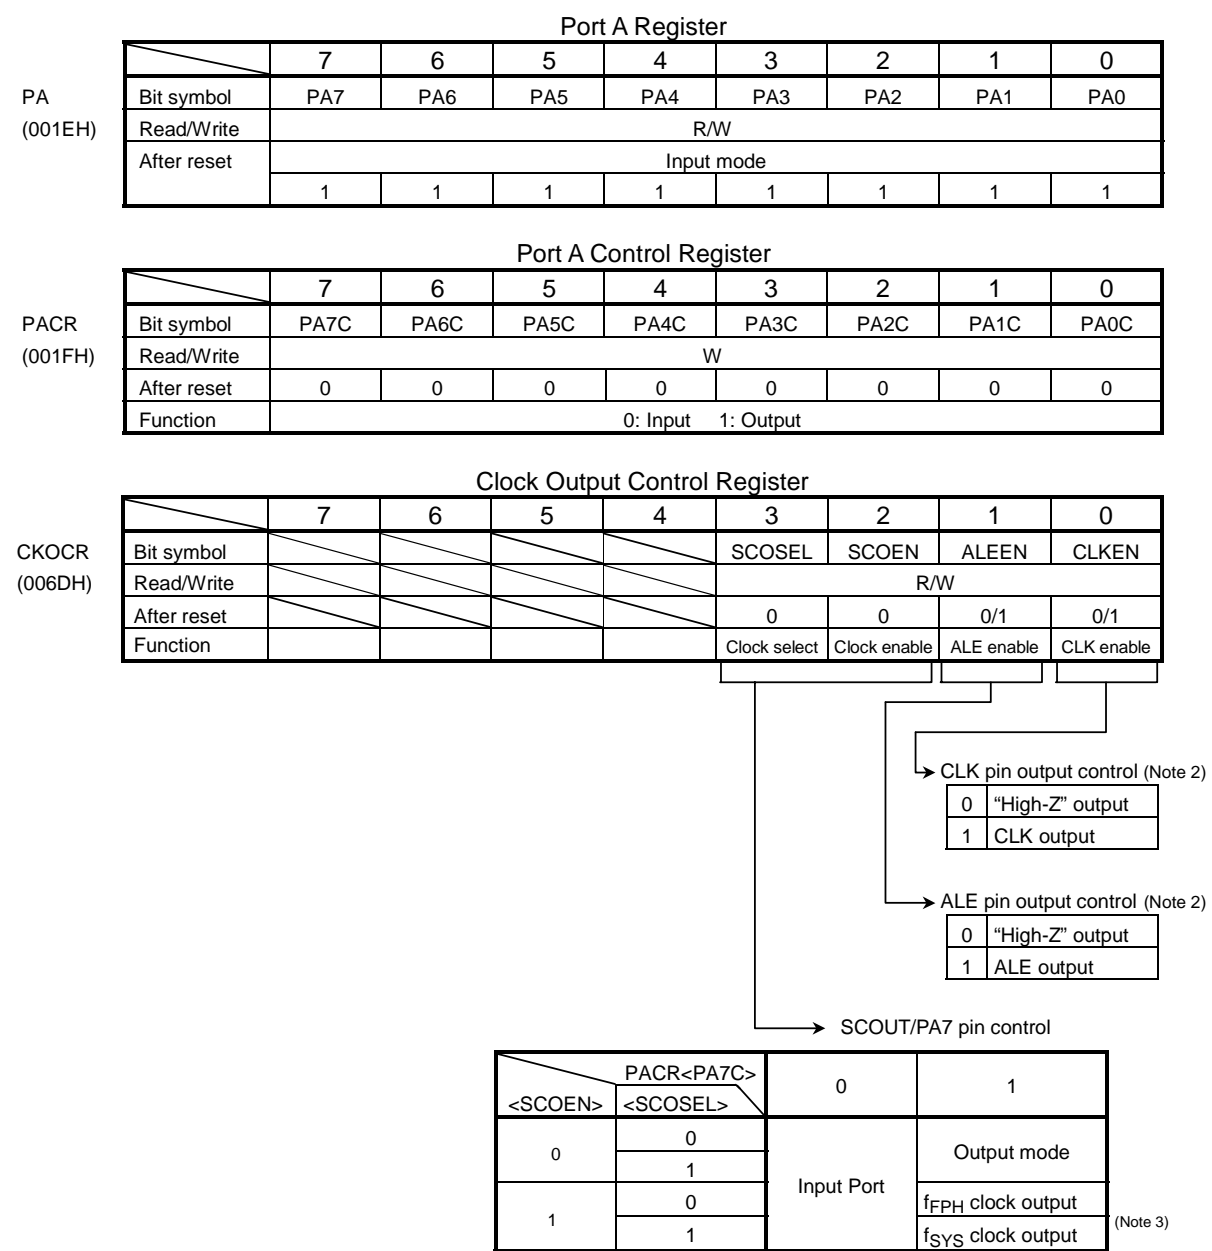 Port A Register
7 6 5 4 3 2 1 0
PA Bit symbol PA7 PA6 PA5 PA4 PA3 PA2 PA1 PA0
(001EH) Read/Write R/W
After reset Input mode
1 1 1 1 1 1 1 1
Port A Control Register
7 6 5 4 3 2 1 0
PACR Bit symbol PA7C PA6C PA5C PA4C PA3C PA2C PA1C PA0C
(001FH) Read/Write W
After reset 0 0 0 0 0 0 0 0
Function 0: Input 1: Output
Clock Output Control Register
7 6 5 4 3 2 1 0
CKOCR Bit symbol SCOSEL SCOEN ALEEN CLKEN
(006DH) Read/Write R/W
After reset 0 0 0/1 0/1
Function Clock select Clock enable ALE enable CLK enable
CLK pin output control (Note 2)
0 “High-Z” output
1 CLK output
ALE pin output control (Note 2)
0 “High-Z” output
1 ALE output
SCOUT/PA7 pin control
PACR<PA7C> 0 1
<SCOEN> <SCOSEL>
0 0 Input Port Output mode
1
1 0 fFPH clock output
1 fSYS clock output (Note 3)